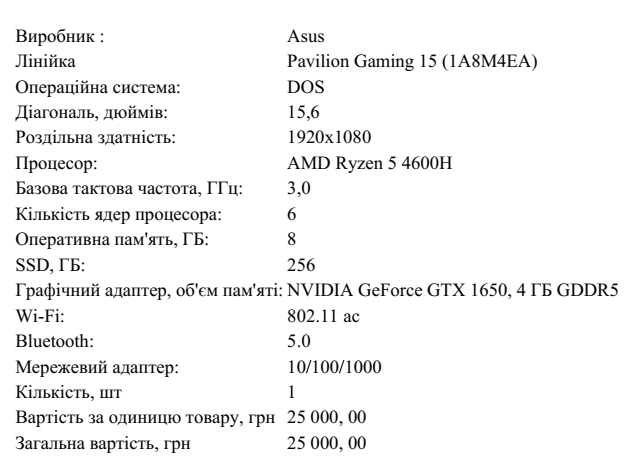 Виробник : Asus
Лінійка Pavilion Gaming 15 (1A8M4EA)
Операційна система: DOS
Діагональ, дюймів: 15,6
Роздільна здатність: 1920x1080
Процесор: AMD Ryzen 5 4600H
Базова тактова частота, ГГц: 3,0
Кількість ядер процесора: 6
Оперативна пам'ять, ГБ: 8
SSD, ГБ: 256
Графічний адаптер, об'єм пам'яті: NVIDIA GeForce GTX 1650, 4 ГБ GDDR5
Wi-Fi: 802.11 ac
Bluetooth: 5.0
Мережевий адаптер: 10/100/1000
Кількість, шт 1
Вартість за одиницю товару, грн 25 000, 00
Загальна вартість, грн 25 000, 00